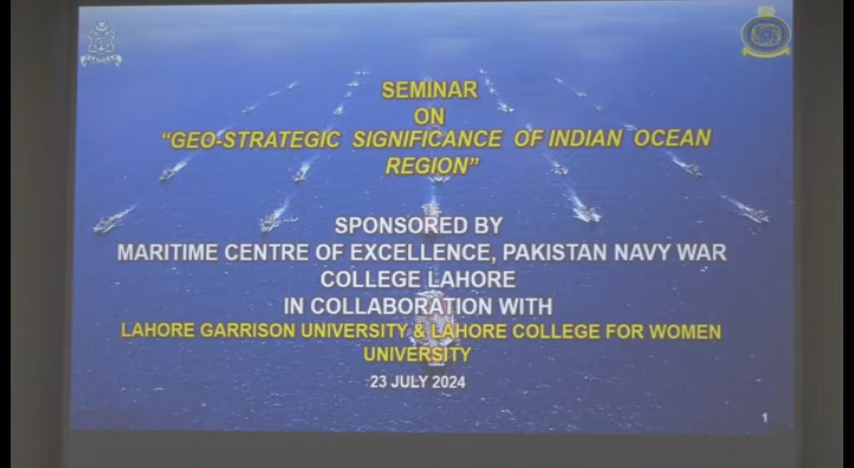 SEMINAR
ON
"GEO-STRATEGIC SIGNIFICANCE OF INDIAN OCEAN
REGION"
SPONSORED BY
MARITIME CENTRE OF EXCELLENCE, PAKISTAN NAVY WAR
COLLEGE LAHORE
IN COLLABORATION WITH
LAHORE GARRISON UNIVERSITY & LAHORE COLLEGE FOR WOMEN
UNIVERSITY
23 JULY 2024
1